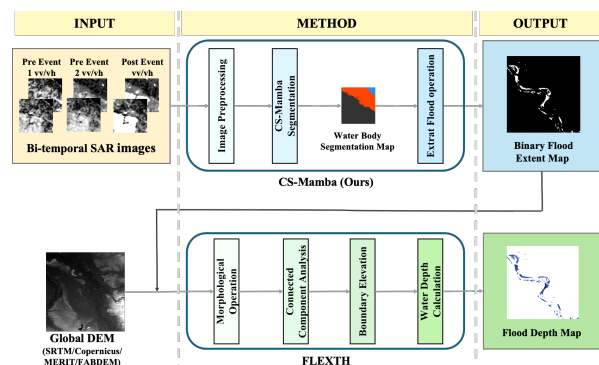 INPUT
METHOD
OUTPUT
Pre Event
1 vv/vh
Pre Event
2 vv/vh
Post Event
vv/vh
Bi-temporal SAR images
Image Preprocessing
CS-Mamba
Segmentation
Water Body
Segmentation Map
Extrat Flood operation
CS-Mamba (Ours)
Binary Flood
Extent Map
Global DEM
(SRTM/Copernicus/
MERIT/FABDEM)
Morphological
Operation
Connected
Component Analysis
Boundary Elevation
Water Depth
Calculation
FLEXTH
Flood Depth Map